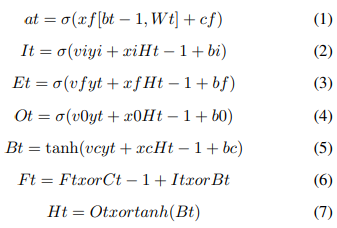 at = σ(xf[bt − 1, Wt] + cf) (1)
It = σ(viyi + xiHt − 1 + bi) (2)
Et = σ(vfyt + xfHt − 1 + bf) (3)
Ot = σ(v0yt + x0Ht − 1 + b0) (4)
Bt = tanh(vcyt + xcHt − 1 + bc) (5)
Ft = FtxorCt − 1 + ItxorBt (6)
Ht = Otxortanh(Bt) (7)